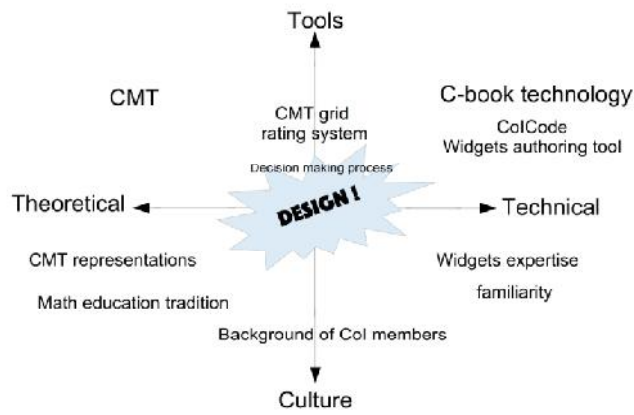 Tools
CMT
C-book technology
CMT grid
rating system
CoICode
Widgets authoring tool
Decision making process
DESIGN !
Theoretical
Technical
CMT representations
Widgets expertise
Math education tradition
familiarity
Background of CoI members
Culture